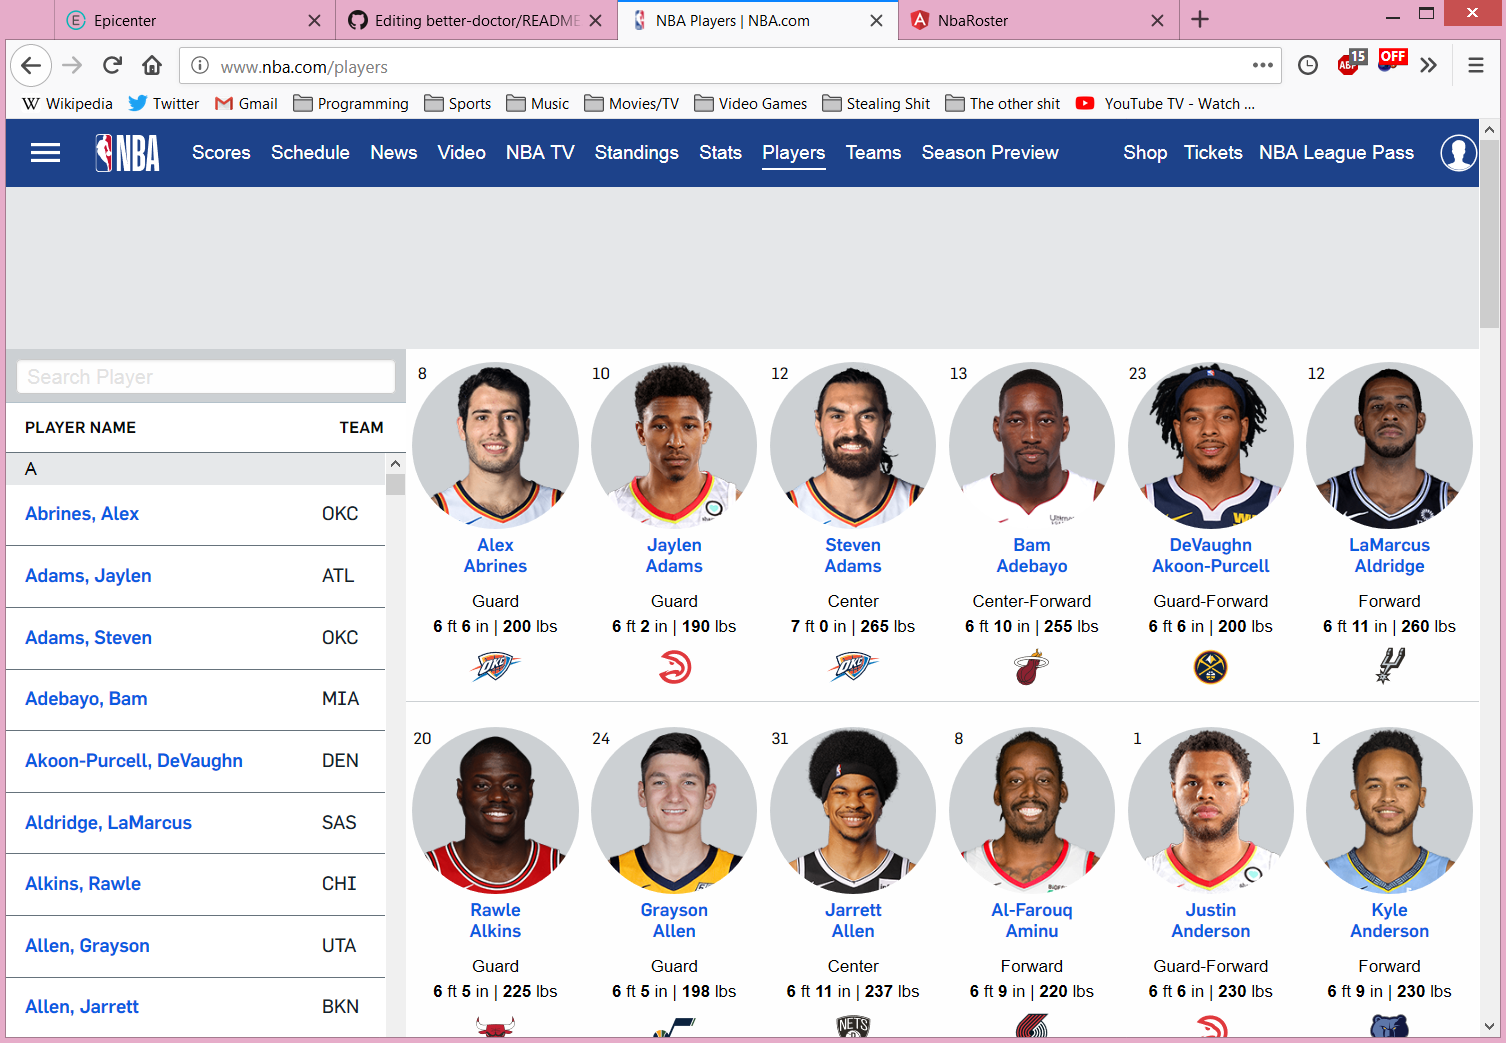 Epicenter
Editing better-doctor/README
NBA Players | NBA.com
NbaRoster
www.nba.com/players
15
ABP
OFF
Wikipedia
Twitter
Gmail
Programming
Sports
Music
Movies/TV
Video Games
Stealing Shit
The other shit
YouTube TV - Watch ...
NBA
Scores
Schedule
News
Video
NBA TV
Standings
Stats
Players
Teams
Season Preview
Shop
Tickets
NBA League Pass
Search Player
PLAYER NAME TEAM
A
Abrines, Alex OKC
Adams, Jaylen ATL
Adams, Steven OKC
Adebayo, Bam MIA
Akoon-Purcell, DeVaughn DEN
Aldridge, LaMarcus SAS
Alkins, Rawle CHI
Allen, Grayson UTA
Allen, Jarrett BKN
8
Alex
Abrines
Guard
6 ft 6 in | 200 lbs
OKC
10
Jaylen
Adams
Guard
6 ft 2 in | 190 lbs
12
Steven
Adams
Center
7 ft 0 in | 265 lbs
OKC
13
Bam
Adebayo
Center-Forward
6 ft 10 in | 255 lbs
23
DeVaughn
Akoon-Purcell
Guard-Forward
6 ft 6 in | 200 lbs
12
LaMarcus
Aldridge
Forward
6 ft 11 in | 260 lbs
20
Rawle
Alkins
Guard
6 ft 5 in | 225 lbs
24
Grayson
Allen
Guard
6 ft 5 in | 198 lbs
31
Jarrett
Allen
Center
6 ft 11 in | 237 lbs
NETS
8
Al-Farouq
Aminu
Forward
6 ft 9 in | 220 lbs
1
Justin
Anderson
Guard-Forward
6 ft 6 in | 230 lbs
1
Kyle
Anderson
Forward
6 ft 9 in | 230 lbs